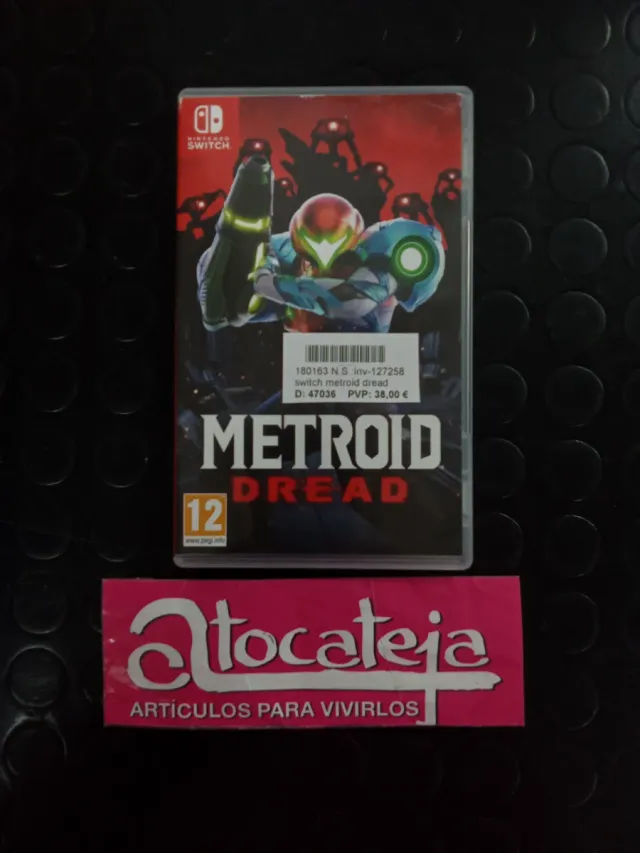 NINTENDO
SWITCH
180163 N.S.:inv-127258
switch metroid dread
D: 47036 PVP: 38,00 €
METROID
DREAD
12
www.pegi.info
atocateja
ARTÍCULOS PARA VIVIRLOS